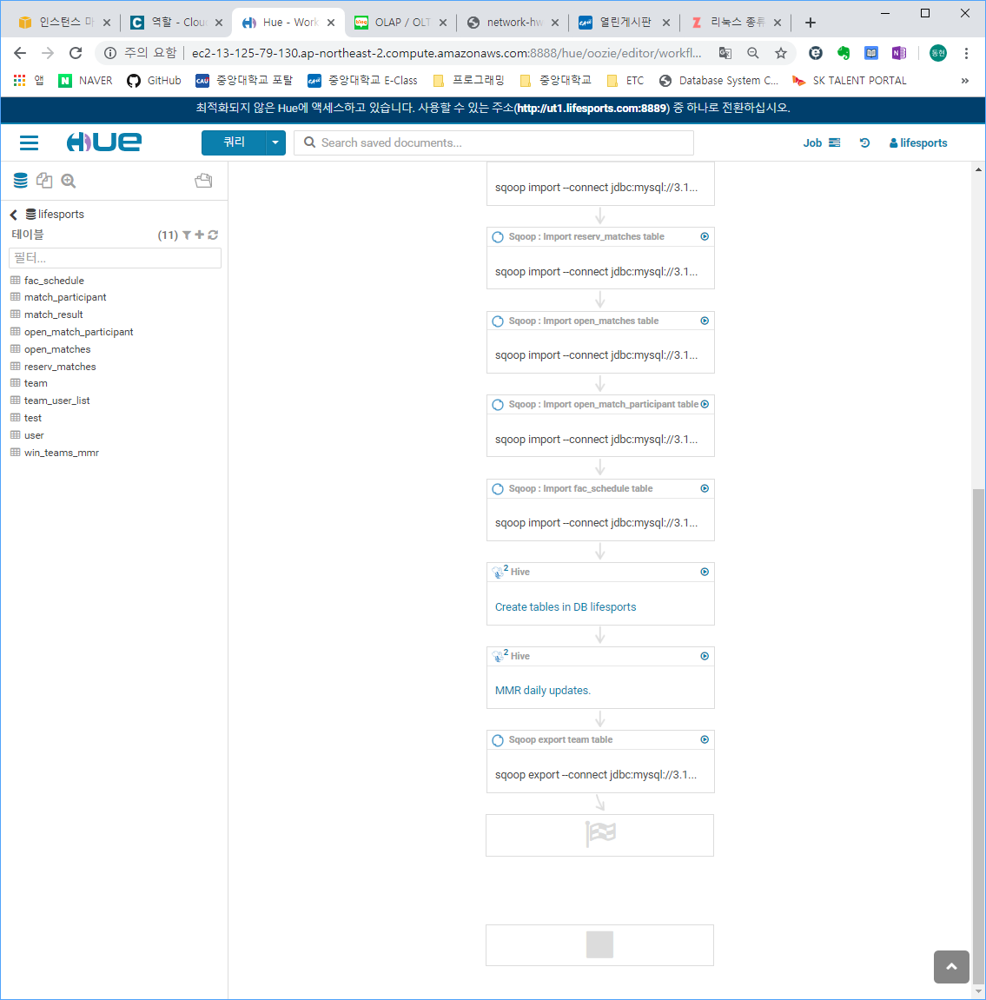 인스턴스
역할 - Clou
Hue - Work
blog
OLAP / OLT
network-hw
열린게시판
리눅스 종류
주의 요함
ec2-13-125-79-130.ap-northeast-2.compute.amazonaws.com:8888/hue/oozie/editor/workfl...
동현
앱
NAVER
GitHub
CAU 중앙대학교 포탈
중앙대학교 E-Class
프로그래밍
중앙대학교
ETC
Database System C...
SK TALENT PORTAL
»
최적화되지 않은 Hue에 액세스하고 있습니다. 사용할 수 있는 주소(http://ut1.lifesports.com:8889) 중 하나로 전환하십시오.
HUE
쿼리
Search saved documents...
Job
lifesports
lifesports
테이블
(11)
필터...
fac_schedule
match_participant
match_result
open_match_participant
open_matches
reserv_matches
team
team_user_list
test
user
win_teams_mmr
sqoop import --connect jdbc:mysql://3.1...
Sqoop : Import reserv_matches table
sqoop import --connect jdbc:mysql://3.1...
Sqoop : Import open_matches table
sqoop import --connect jdbc:mysql://3.1...
Sqoop : Import open_match_participant table
sqoop import --connect jdbc:mysql://3.1...
Sqoop : Import fac_schedule table
sqoop import --connect jdbc:mysql://3.1...
2 Hive
Create tables in DB lifesports
2 Hive
MMR daily updates.
Sqoop export team table
sqoop export --connect jdbc:mysql://3.1...